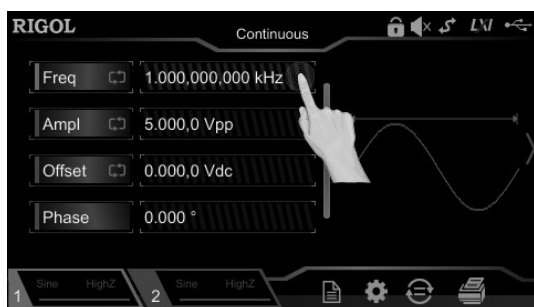 RIGOL
Continuous
LXI
Freq 1.000,000,000 kHz
Ampl 5.000,0 Vpp
Offset 0.000,0 Vdc
Phase 0.000 °
1 Sine HighZ 2 Sine HighZ